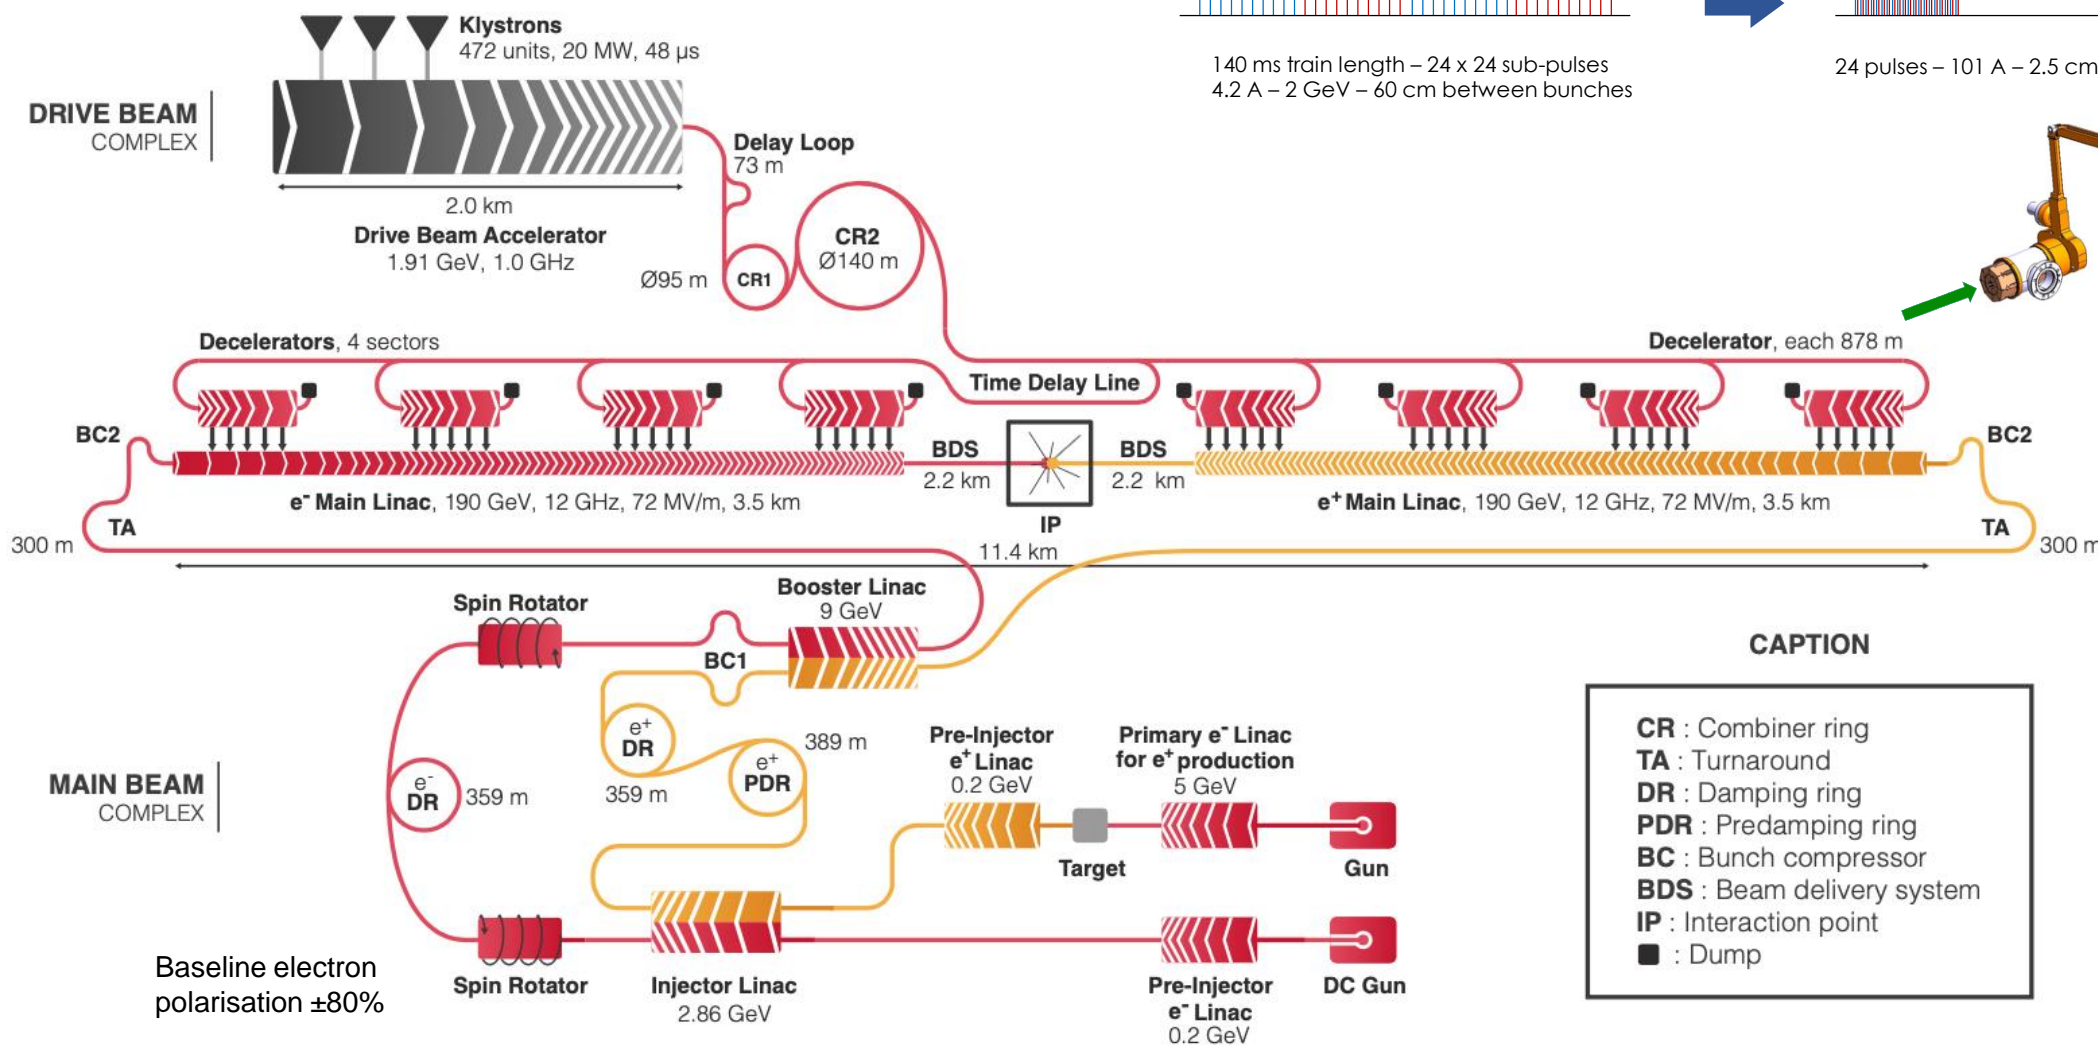 Klystrons
472 units, 20 MW, 48 µs
140 ms train length – 24 x 24 sub-pulses
4.2 A – 2 GeV – 60 cm between bunches
24 pulses – 101 A – 2.5 cm
DRIVE BEAM
COMPLEX
Delay Loop
73 m
2.0 km
Drive Beam Accelerator
1.91 GeV, 1.0 GHz
CR2
Ø140 m
Ø95 m
CR1
Decelerators, 4 sectors
Decelerator, each 878 m
Time Delay Line
BC2
BDS
2.2 km
BDS
2.2 km
BC2
e⁻ Main Linac, 190 GeV, 12 GHz, 72 MV/m, 3.5 km
e⁺ Main Linac, 190 GeV, 12 GHz, 72 MV/m, 3.5 km
IP
TA
300 m
TA
300 m
11.4 km
Booster Linac
9 GeV
Spin Rotator
BC1
CAPTION
CR : Combiner ring
TA : Turnaround
DR : Damping ring
PDR : Predamping ring
BC : Bunch compressor
BDS : Beam delivery system
IP : Interaction point
: Dump
MAIN BEAM
COMPLEX
e⁻
DR
359 m
e⁺
DR
359 m
e⁺
PDR
389 m
Pre-Injector
e⁺ Linac
0.2 GeV
Primary e⁻ Linac
for e⁺ production
5 GeV
Target
Gun
Baseline electron
polarisation ±80%
Spin Rotator
Injector Linac
2.86 GeV
Pre-Injector
e⁻ Linac
0.2 GeV
DC Gun